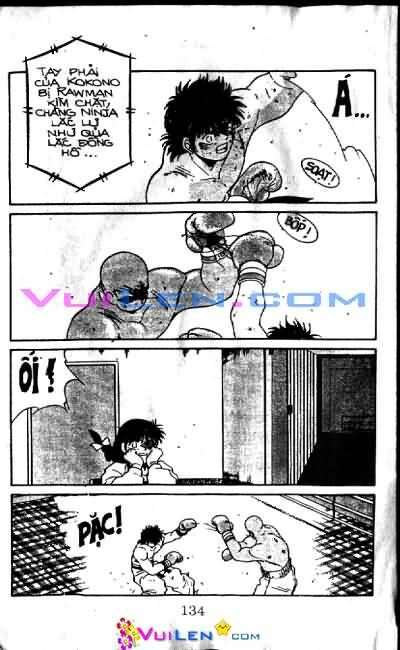 TAY PHẢI
CỦA KOKONO
BỊ RAWMAN
KÌM CHẶT,
CHÀNG NINJA
LẮC LƯ
NHƯ QUẢ
LẮC ĐỒNG
HỒ...
Á...
SOẠT!
BỐP!
VuiLen.com
ỐI!
PẶC!
134
VuiLen.com